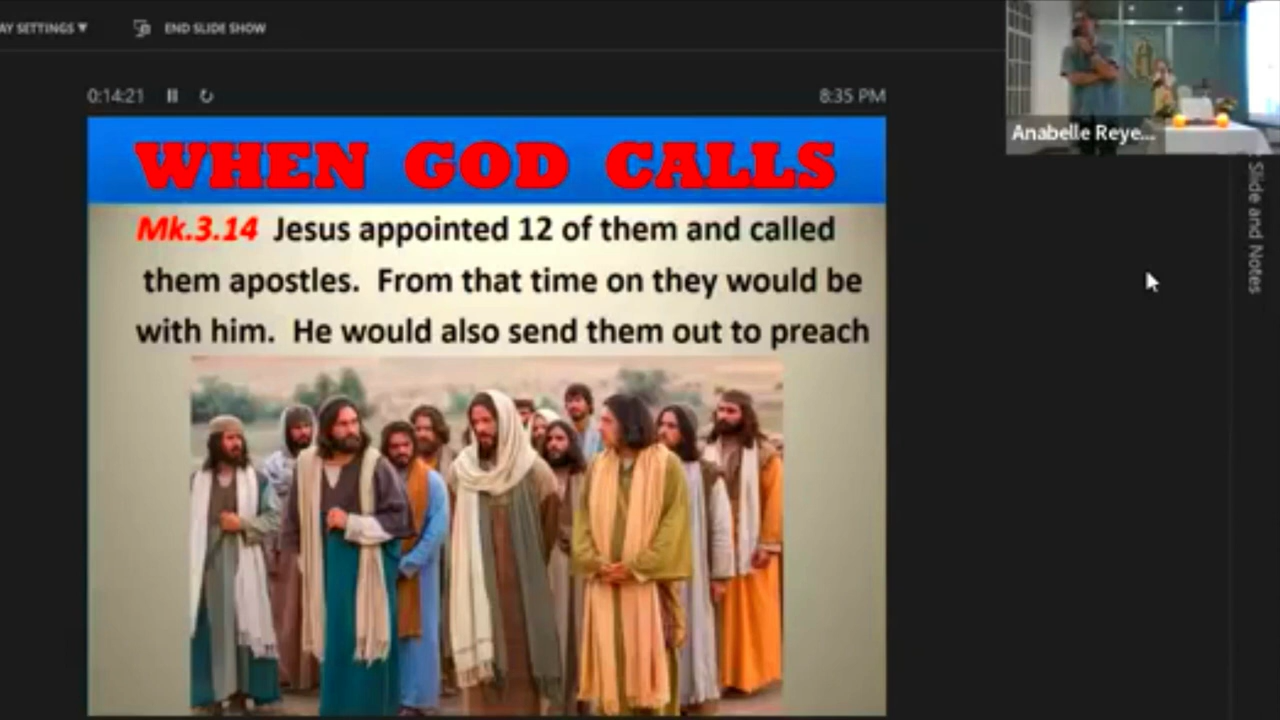 AY SETTINGS ▼ END SLIDE SHOW
0:14:21 8:35 PM
Anabelle Reye...
WHEN GOD CALLS
Mk.3.14 Jesus appointed 12 of them and called
them apostles. From that time on they would be
with him. He would also send them out to preach
Slide and Notes